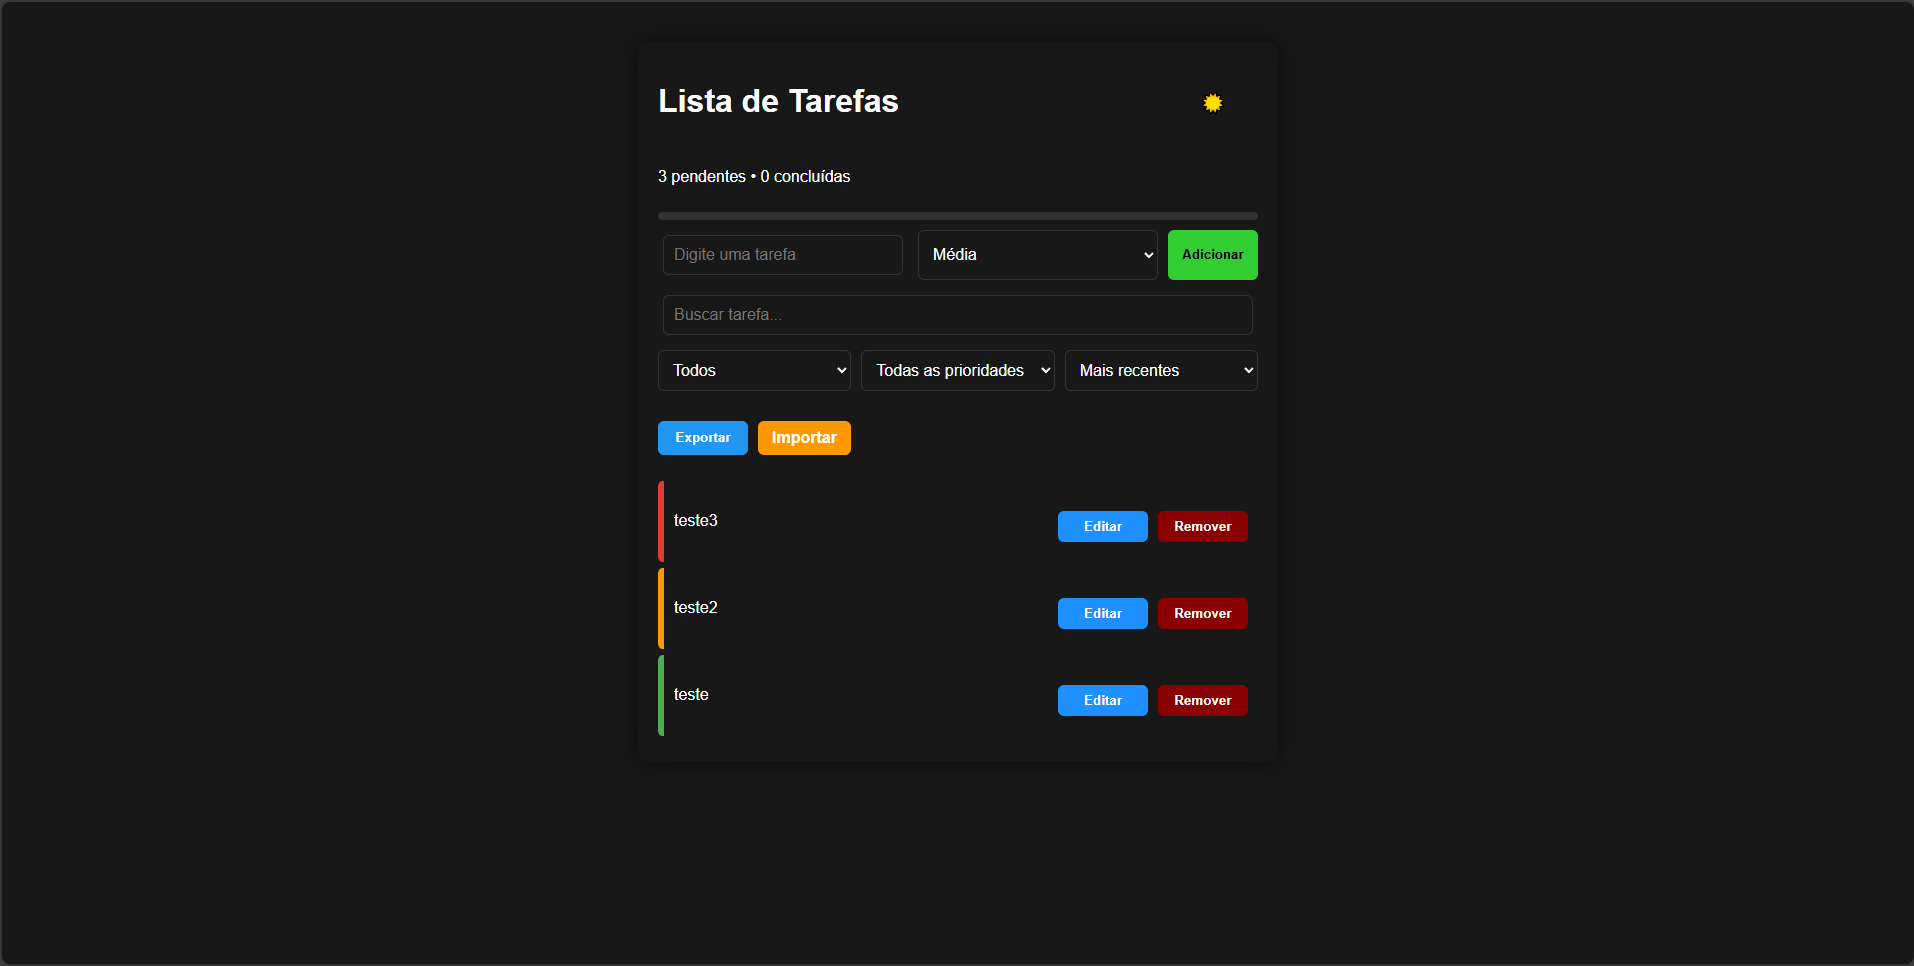 Lista de Tarefas
3 pendentes • 0 concluídas
Digite uma tarefa Média Adicionar
Buscar tarefa...
Todos Todas as prioridades Mais recentes
Exportar Importar
teste3 Editar Remover
teste2 Editar Remover
teste Editar Remover